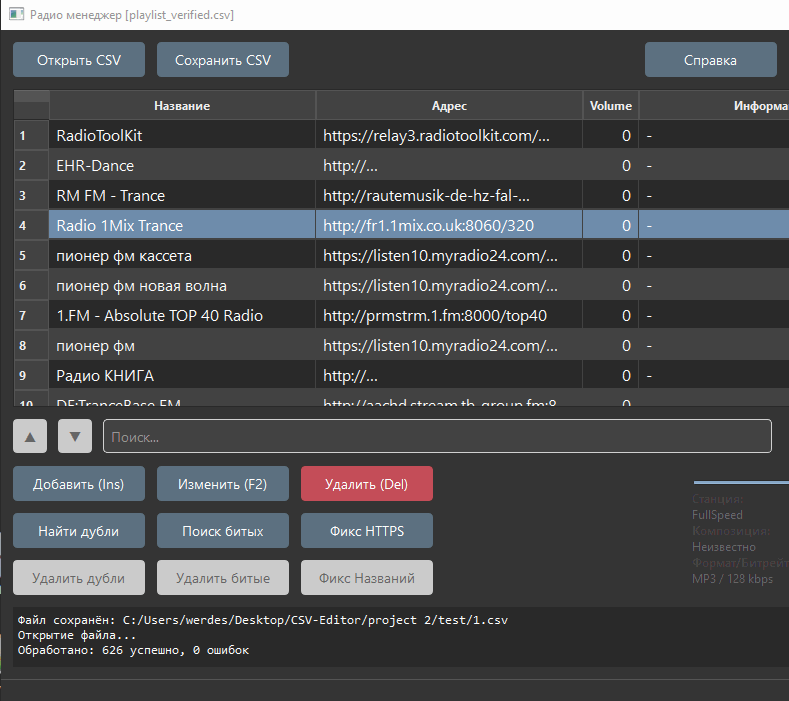 Радио менеджер [playlist_verified.csv]
Открыть CSV Сохранить CSV Справка
Название Адрес Volume Информа
1 RadioToolKit https://relay3.radiotoolkit.com/... 0 -
2 EHR-Dance http://... 0 -
3 RM FM - Trance http://rautemusik-de-hz-fal-... 0 -
4 Radio 1Mix Trance http://fr1.1mix.co.uk:8060/320 0 -
5 пионер фм кассета https://listen10.myradio24.com/... 0 -
6 пионер фм новая волна https://listen10.myradio24.com/... 0 -
7 1.FM - Absolute TOP 40 Radio http://prmstrm.1.fm:8000/top40 0 -
8 пионер фм https://listen10.myradio24.com/... 0 -
9 Радио КНИГА http://... 0 -
10 0
▲ ▼ Поиск...
Добавить (Ins) Изменить (F2) Удалить (Del)
Найти дубли Поиск битых Фикс HTTPS
Удалить дубли Удалить битые Фикс Названий
Станция:
FullSpeed
Композиция:
Неизвестно
Формат/Битрейт
MP3 / 128 kbps
Файл сохранён: C:/Users/werdes/Desktop/CSV-Editor/project 2/test/1.csv
Открытие файла...
Обработано: 626 успешно, 0 ошибок